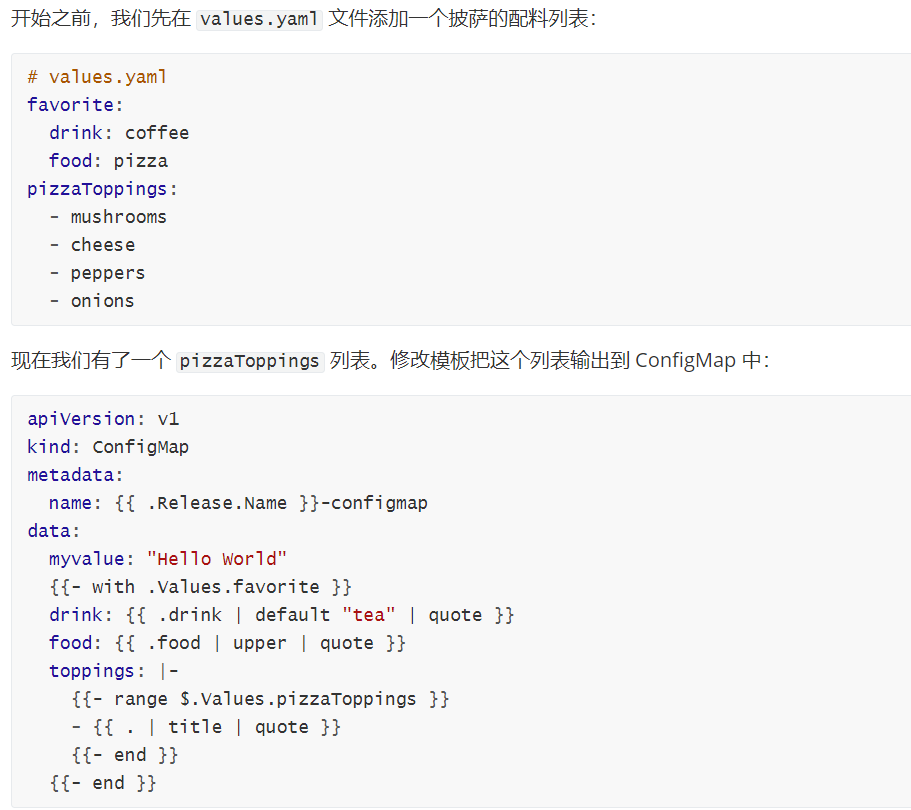 开始之前，我们先在 values.yaml 文件添加一个披萨的配料列表：
# values.yaml
favorite:
  drink: coffee
  food: pizza
pizzaToppings:
  - mushrooms
  - cheese
  - peppers
  - onions
现在我们有了一个 pizzaToppings 列表。修改模板把这个列表输出到 ConfigMap 中：
apiVersion: v1
kind: ConfigMap
metadata:
  name: {{ .Release.Name }}-configmap
data:
  myvalue: "Hello World"
  {{- with .Values.favorite }}
  drink: {{ .drink | default "tea" | quote }}
  food: {{ .food | upper | quote }}
  toppings: |-
    {{- range $.Values.pizzaToppings }}
    - {{ . | title | quote }}
    {{- end }}
  {{- end }}